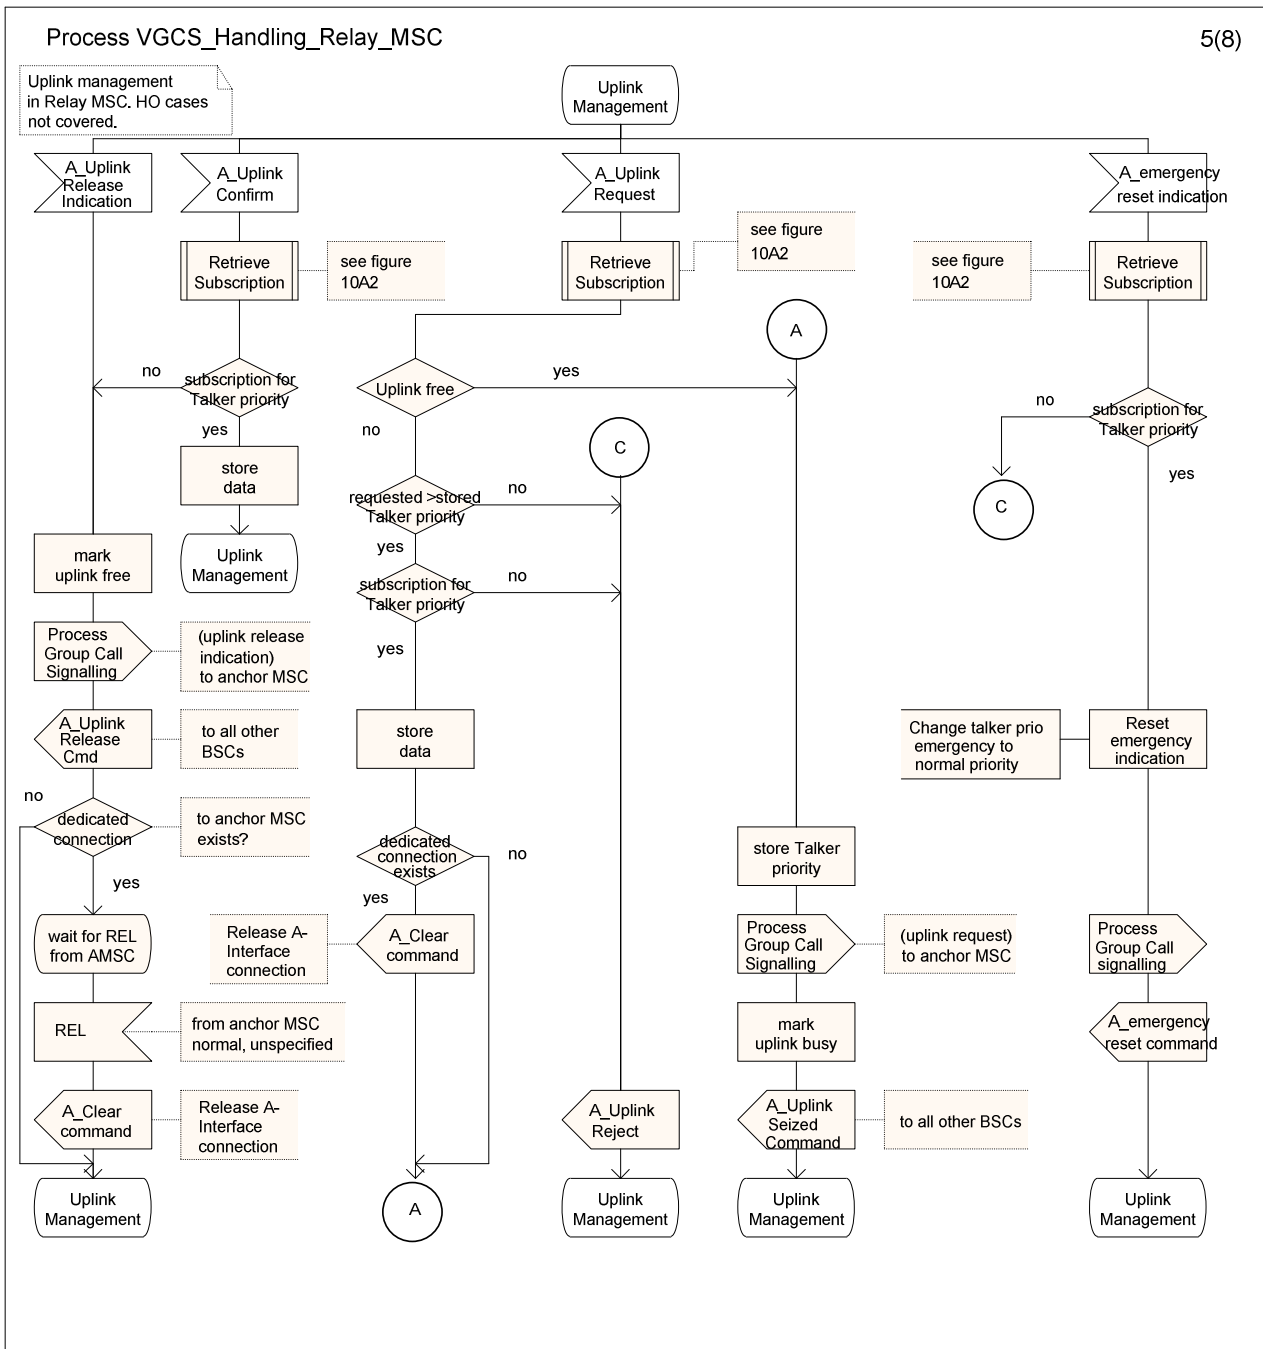 Process VGCS_Handling_Relay_MSC
5(8)
Uplink management
in Relay MSC. HO cases
not covered.
Uplink
Management
A_Uplink
Release
Indication
A_Uplink
Confirm
A_Uplink
Request
A_emergency
reset indication
Retrieve
Subscription
see figure
10A2
Retrieve
Subscription
see figure
10A2
see figure
10A2
Retrieve
Subscription
A
no
subscription for
Talker priority
yes
Uplink free
yes
no
C
no
subscription for
Talker priority
yes
C
store
data
requested >stored
Talker priority
no
yes
mark
uplink free
Uplink
Management
subscription for
Talker priority
no
yes
Process
Group Call
Signalling
(uplink release
indication)
to anchor MSC
A_Uplink
Release
Cmd
to all other
BSCs
store
data
Change talker prio
emergency to
normal priority
Reset
emergency
indication
no
dedicated
connection
to anchor MSC
exists?
yes
dedicated
connection
exists
no
yes
store Talker
priority
wait for REL
from AMSC
Release A-
Interface
connection
A_Clear
command
Process
Group Call
Signalling
(uplink request)
to anchor MSC
Process
Group Call
signalling
REL
from anchor MSC
normal, unspecified
mark
uplink busy
A_emergency
reset command
A_Clear
command
Release A-
Interface
connection
A_Uplink
Reject
A_Uplink
Seized
Command
to all other BSCs
Uplink
Management
A
Uplink
Management
Uplink
Management
Uplink
Management